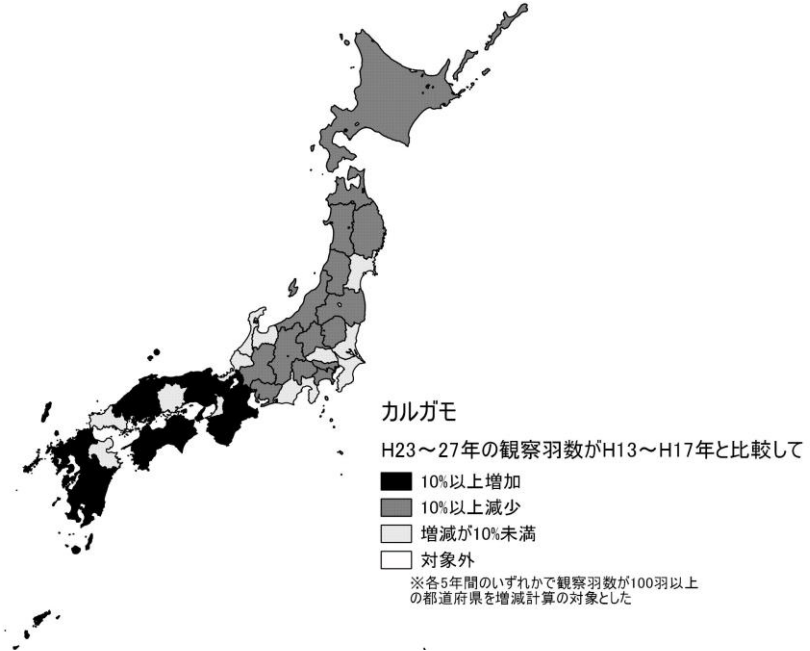 カルガモ
H23～27年の観察羽数がH13～H17年と比較して
10%以上増加
10%以上減少
増減が10%未満
対象外
※各5年間のいずれかで観察羽数が100羽以上
の都道府県を増減計算の対象とした